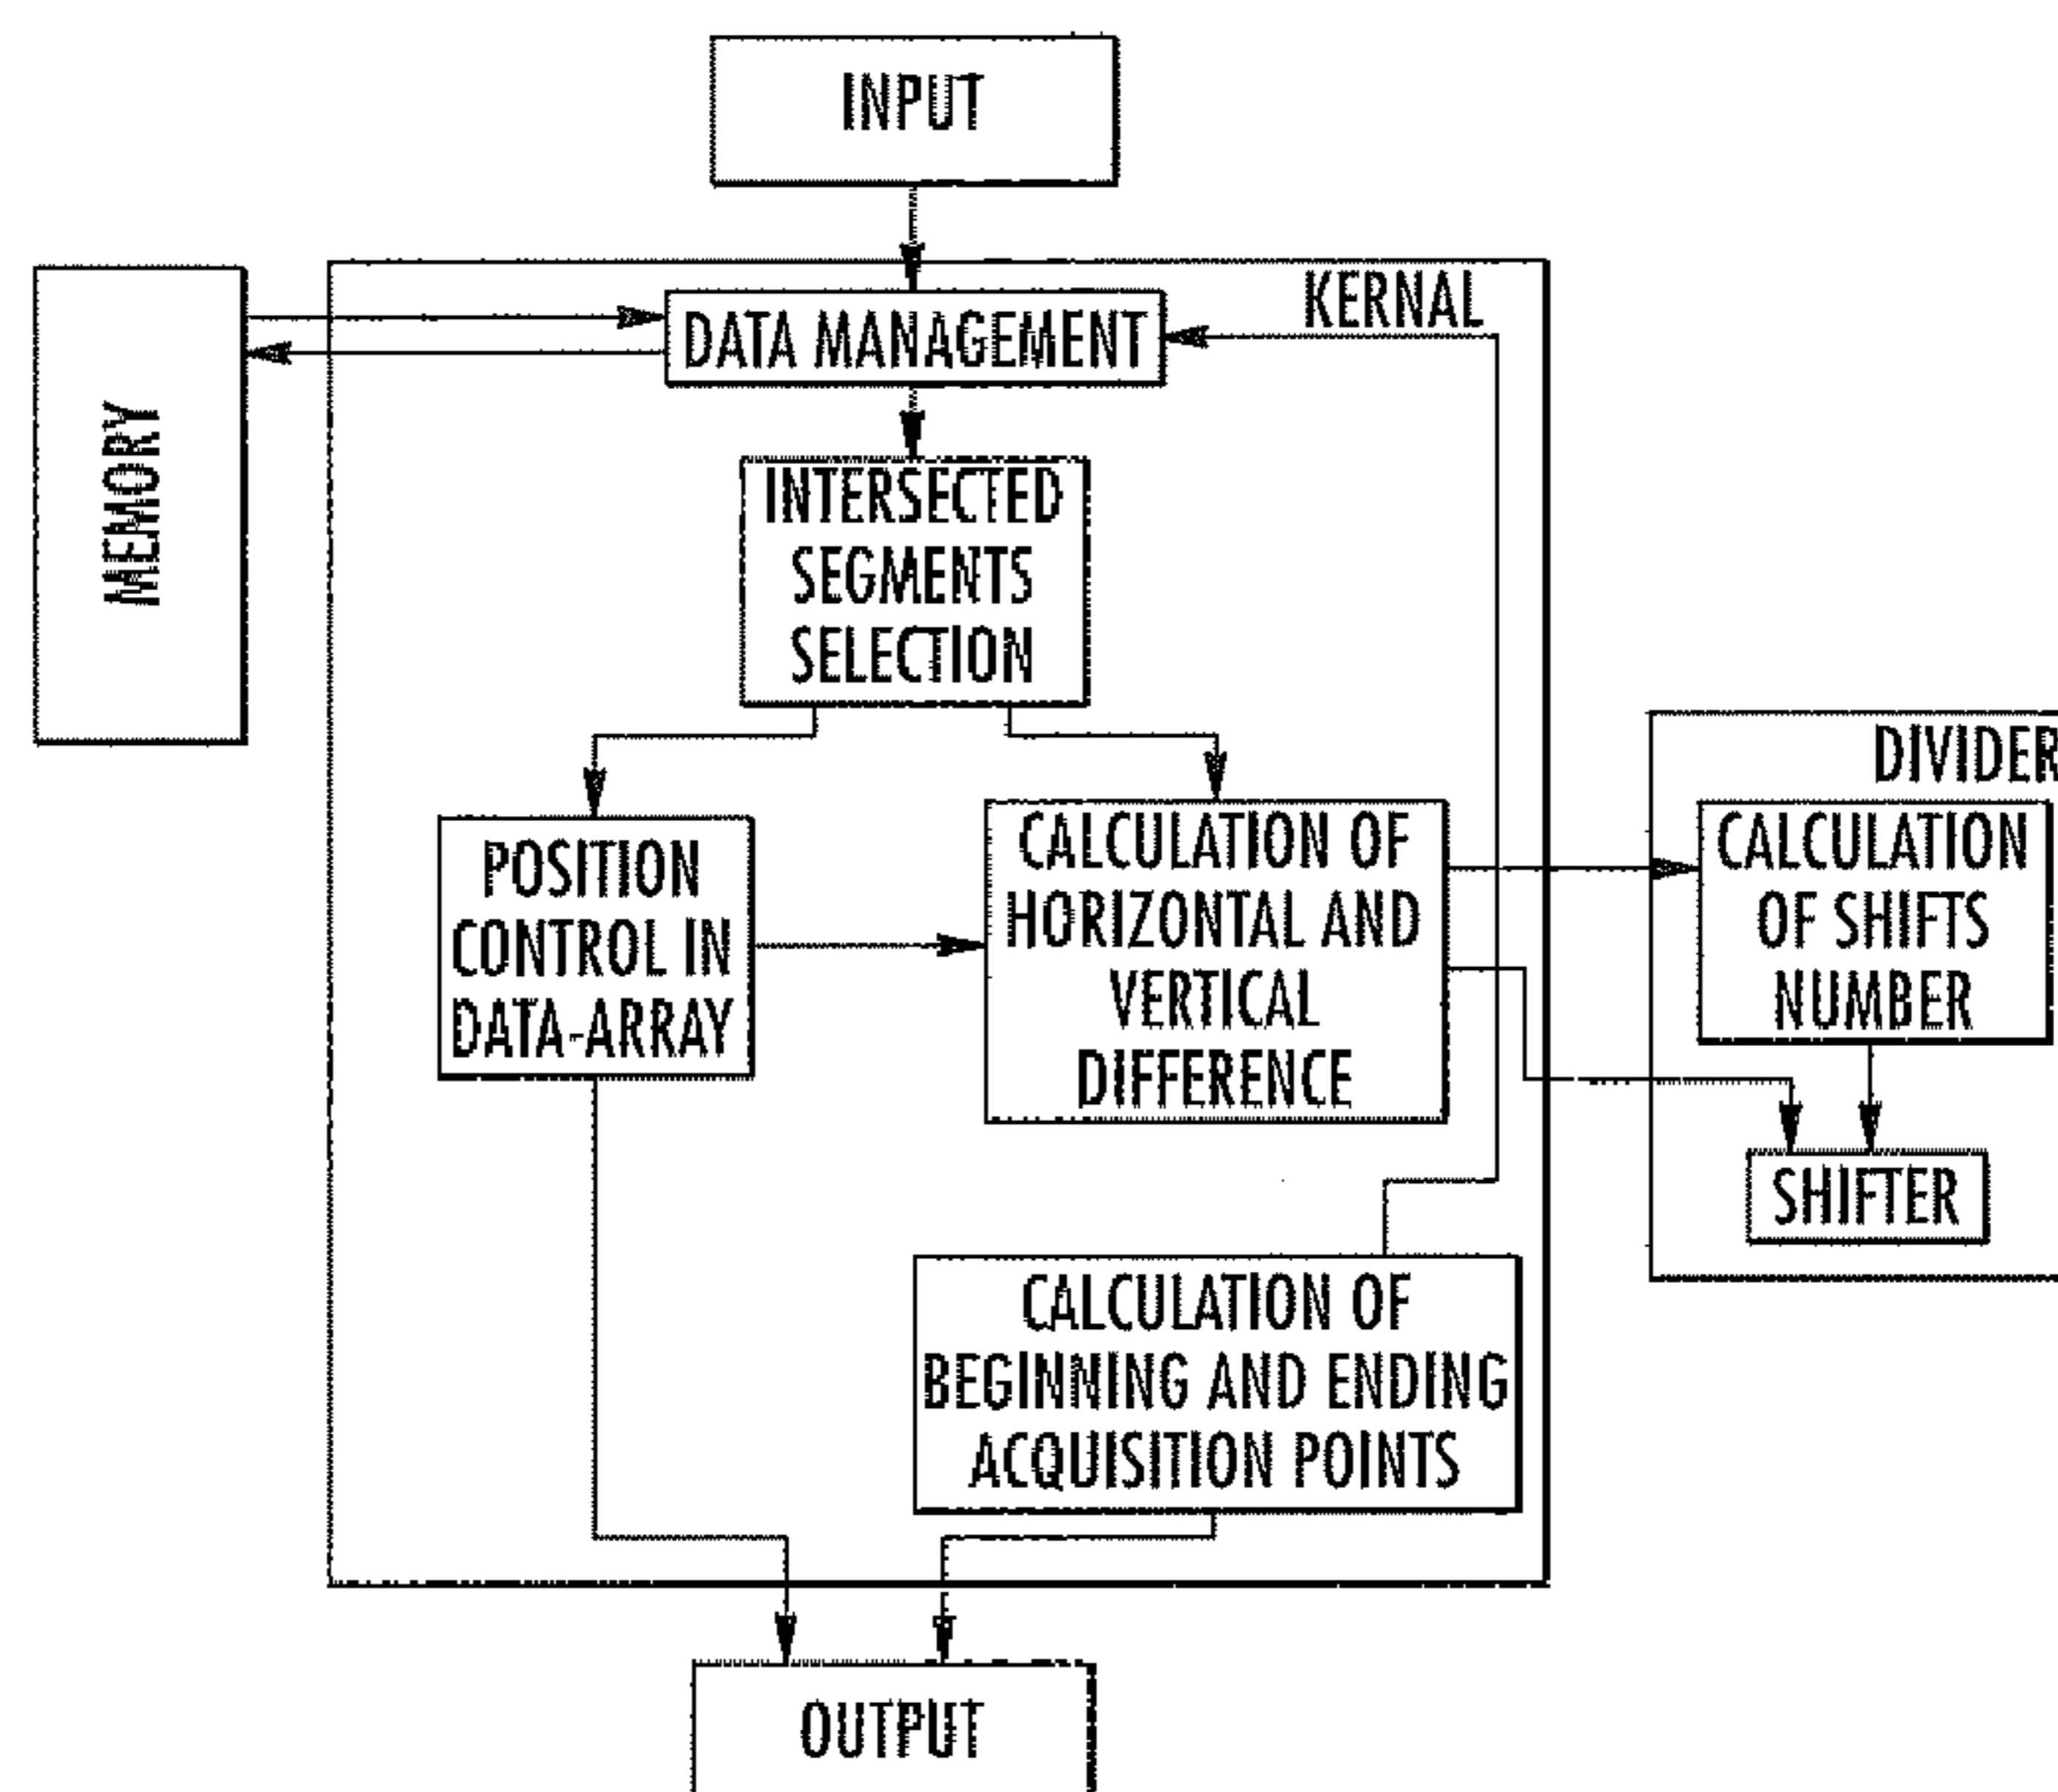 INPUT
KERNAL
DATA MANAGEMENT
MEMORY
INTERSECTED
SEGMENTS
SELECTION
DIVIDER
POSITION
CONTROL IN
DATA-ARRAY
CALCULATION OF
HORIZONTAL AND
VERTICAL
DIFFERENCE
CALCULATION
OF SHIFTS
NUMBER
SHIFTER
CALCULATION OF
BEGINNING AND ENDING
ACQUISITION POINTS
OUTPUT